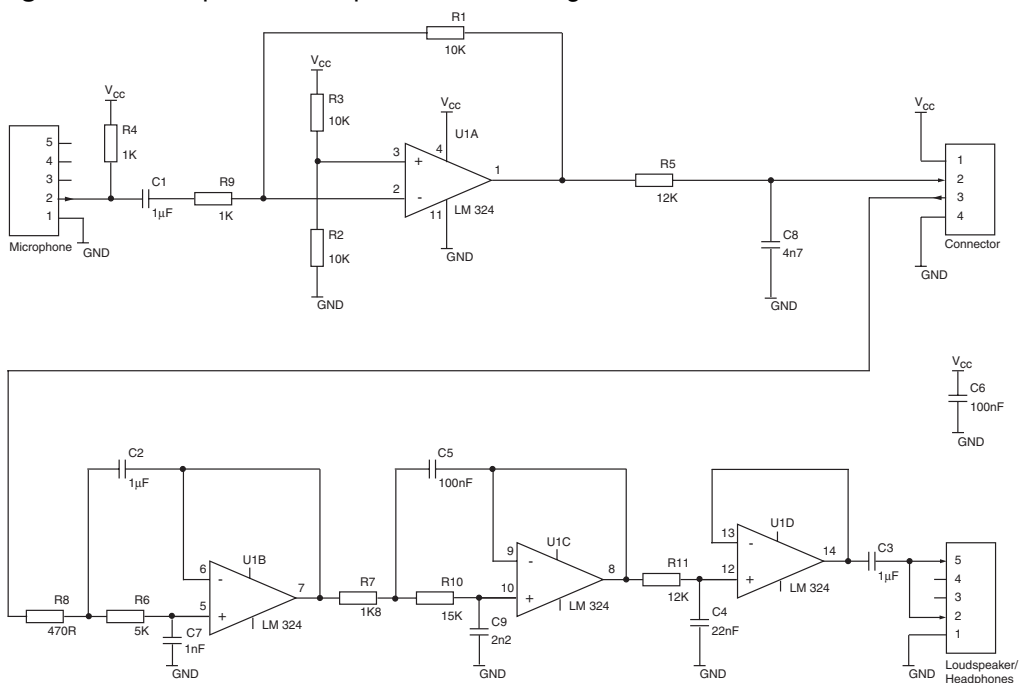 R1
10K
VCC
R3
10K
VCC
4
U1A
3
+
2
-
1
11
LM 324
GND
R2
10K
GND
VCC
R4
1K
5
4
3
2
1
Microphone
GND
C1
1μF
R9
1K
R5
12K
C8
4n7
GND
VCC
1
2
3
4
Connector
GND
VCC
C6
100nF
GND
C2
1μF
U1B
6
-
5
+
7
LM 324
R8
470R
R6
5K
C7
1nF
GND
C5
100nF
R7
1K8
R10
15K
U1C
9
-
10
+
8
LM 324
C9
2n2
GND
R11
12K
C4
22nF
GND
U1D
13
-
12
+
14
LM 324
C3
1μF
5
4
3
2
1
GND
Loudspeaker/
Headphones